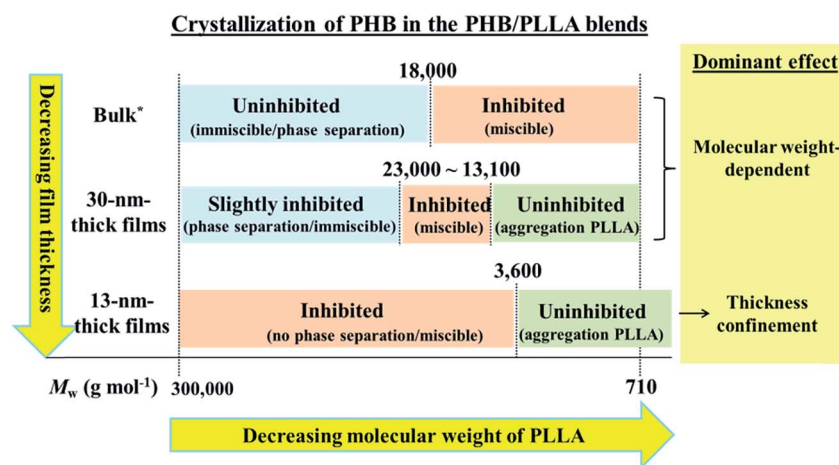 Crystallization of PHB in the PHB/PLLA blends
Dominant effect
Decreasing film thickness
18,000
Bulk*
Uninhibited
(immiscible/phase separation)
Inhibited
(miscible)
Molecular weight-
dependent
23,000 ~ 13,100
30-nm-
thick films
Slightly inhibited
(phase separation/immiscible)
Inhibited
(miscible)
Uninhibited
(aggregation PLLA)
3,600
13-nm-
thick films
Inhibited
(no phase separation/miscible)
Uninhibited
(aggregation PLLA)
Thickness
confinement
Mw (g mol-1)
300,000
710
Decreasing molecular weight of PLLA